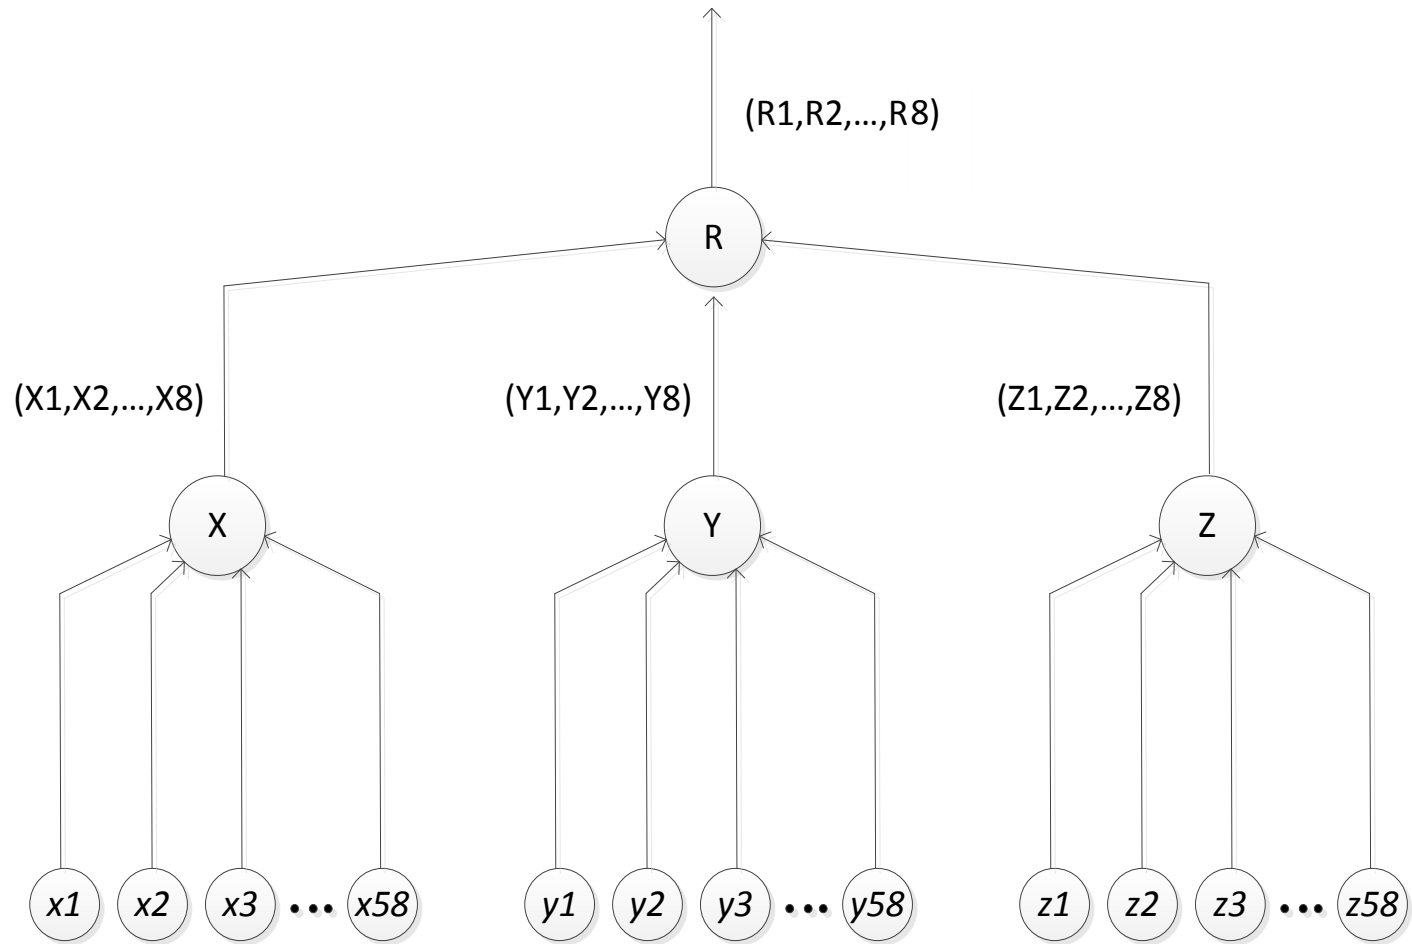 (R1,R2,...,R8)
R
(X1,X2,...,X8) (Y1,Y2,...,Y8) (Z1,Z2,...,Z8)
X Y Z
x1 x2 x3 ... x58 y1 y2 y3 ... y58 z1 z2 z3 ... z58